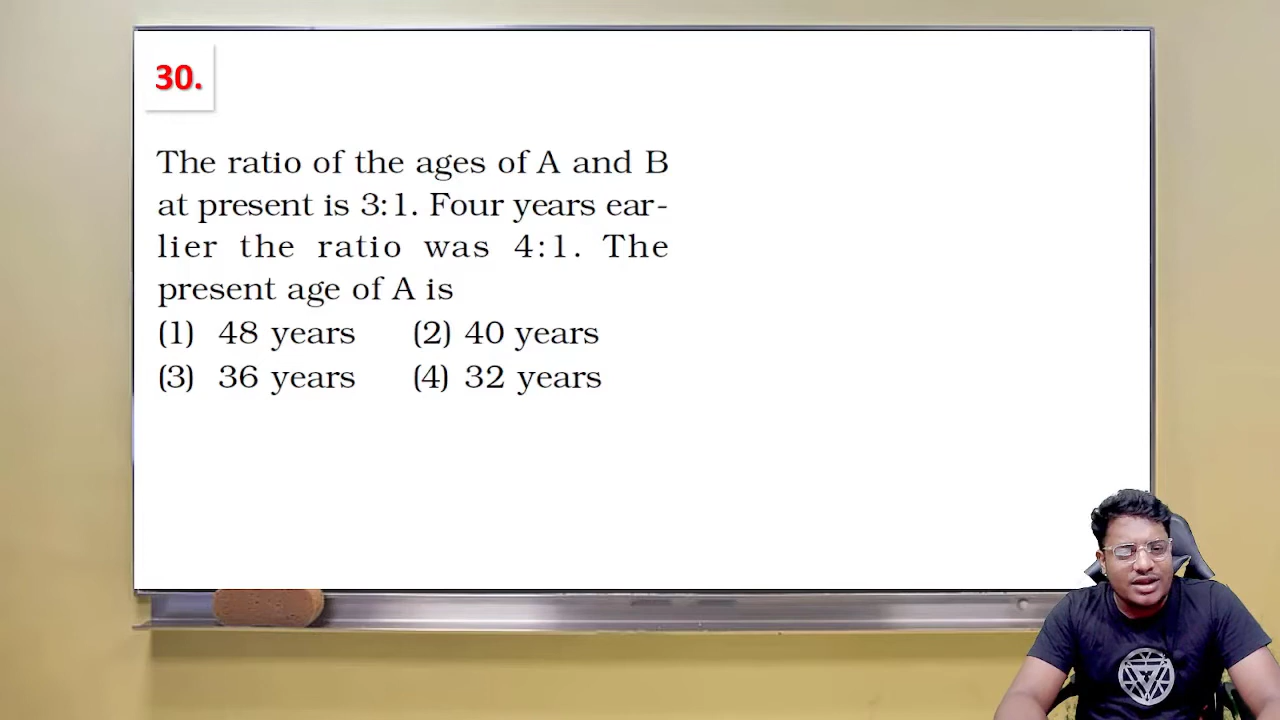 30.
The ratio of the ages of A and B
at present is 3:1. Four years ear-
lier the ratio was 4:1. The
present age of A is
(1) 48 years (2) 40 years
(3) 36 years (4) 32 years